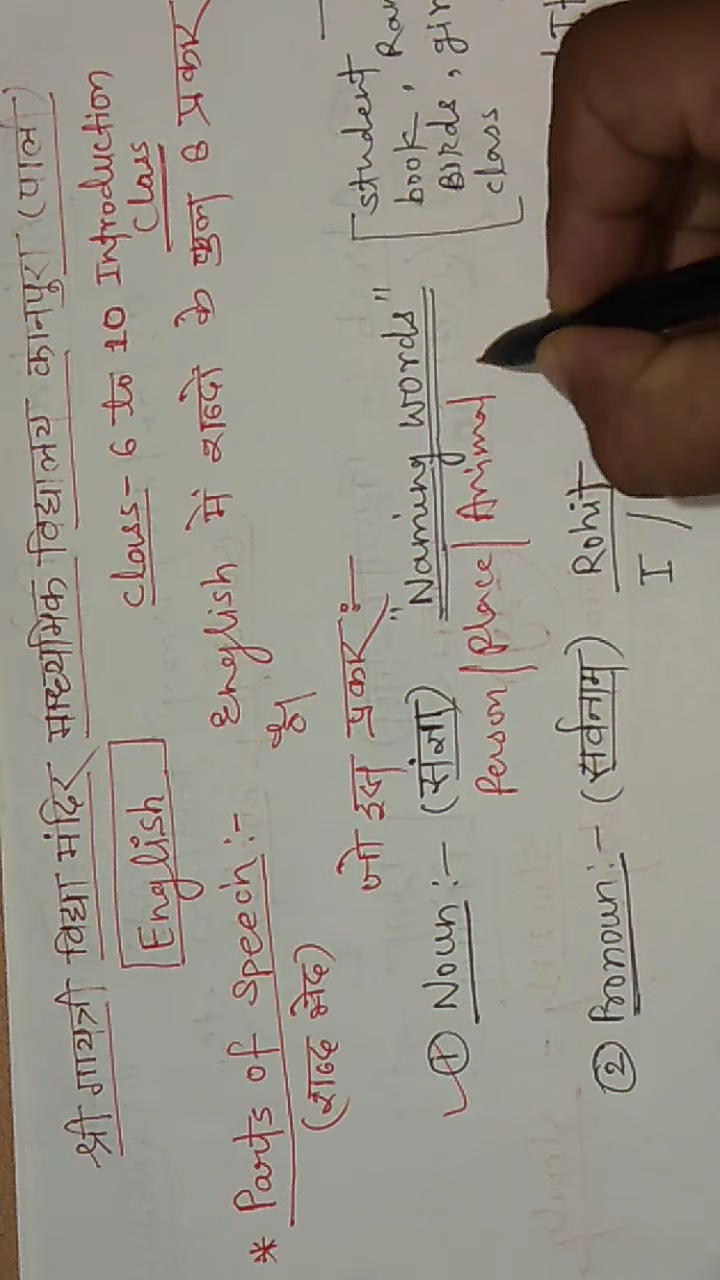 श्री गायत्री विद्या मंदिर माध्यमिक विद्यालय कानपुरा (पाली)
English class - 6 to 10 Introduction class
* Parts of Speech :- English में शब्दो के कुल 8 प्रकार
(शब्द भेद) है।
जो इस प्रकार :-
① Noun :- (संज्ञा) "Naming words" [student
book,
Person / place / Animal Birds,
class
② Pronoun :- (सर्वनाम) Rohit
I /